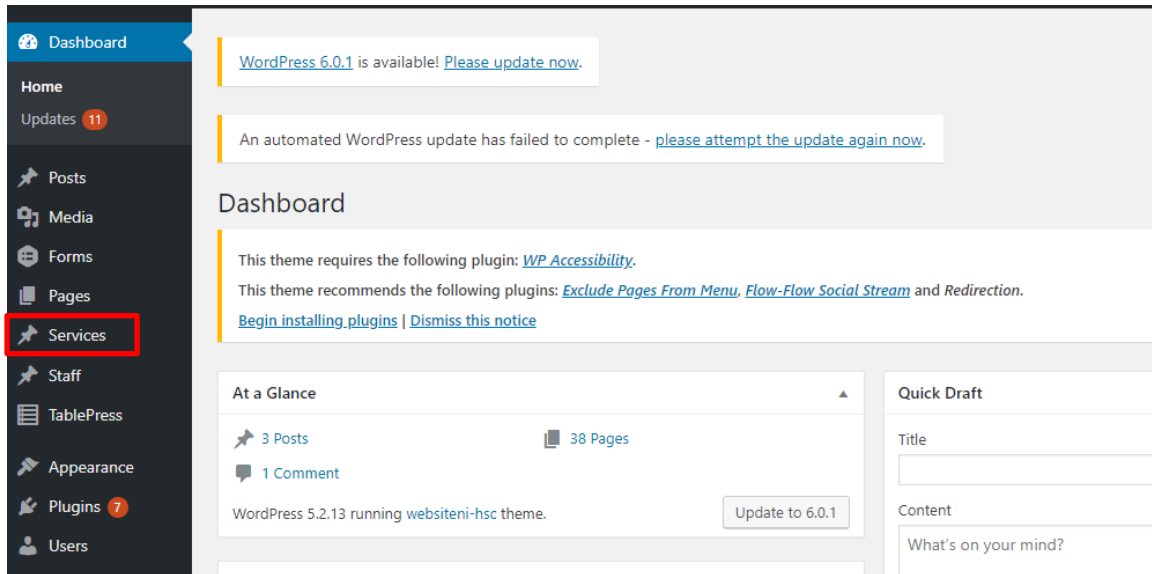 Dashboard
Home
Updates 11
Posts
Media
Forms
Pages
Services
Staff
TablePress
Appearance
Plugins 7
Users
WordPress 6.0.1 is available! Please update now.
An automated WordPress update has failed to complete - please attempt the update again now.
Dashboard
This theme requires the following plugin: WP Accessibility.
This theme recommends the following plugins: Exclude Pages From Menu, Flow-Flow Social Stream and Redirection.
Begin installing plugins | Dismiss this notice
At a Glance
3 Posts
38 Pages
1 Comment
WordPress 5.2.13 running websiteni-hsc theme.
Update to 6.0.1
Quick Draft
Title
Content
What's on your mind?